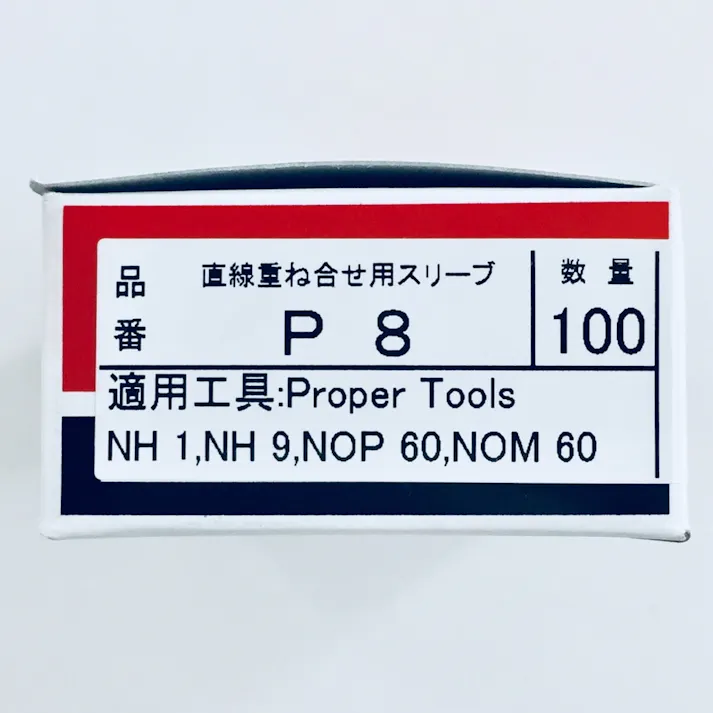 品番
直線重ね合せ用スリーブ
P 8
数量
100
適用工具:Proper Tools
NH 1,NH 9,NOP 60,NOM 60